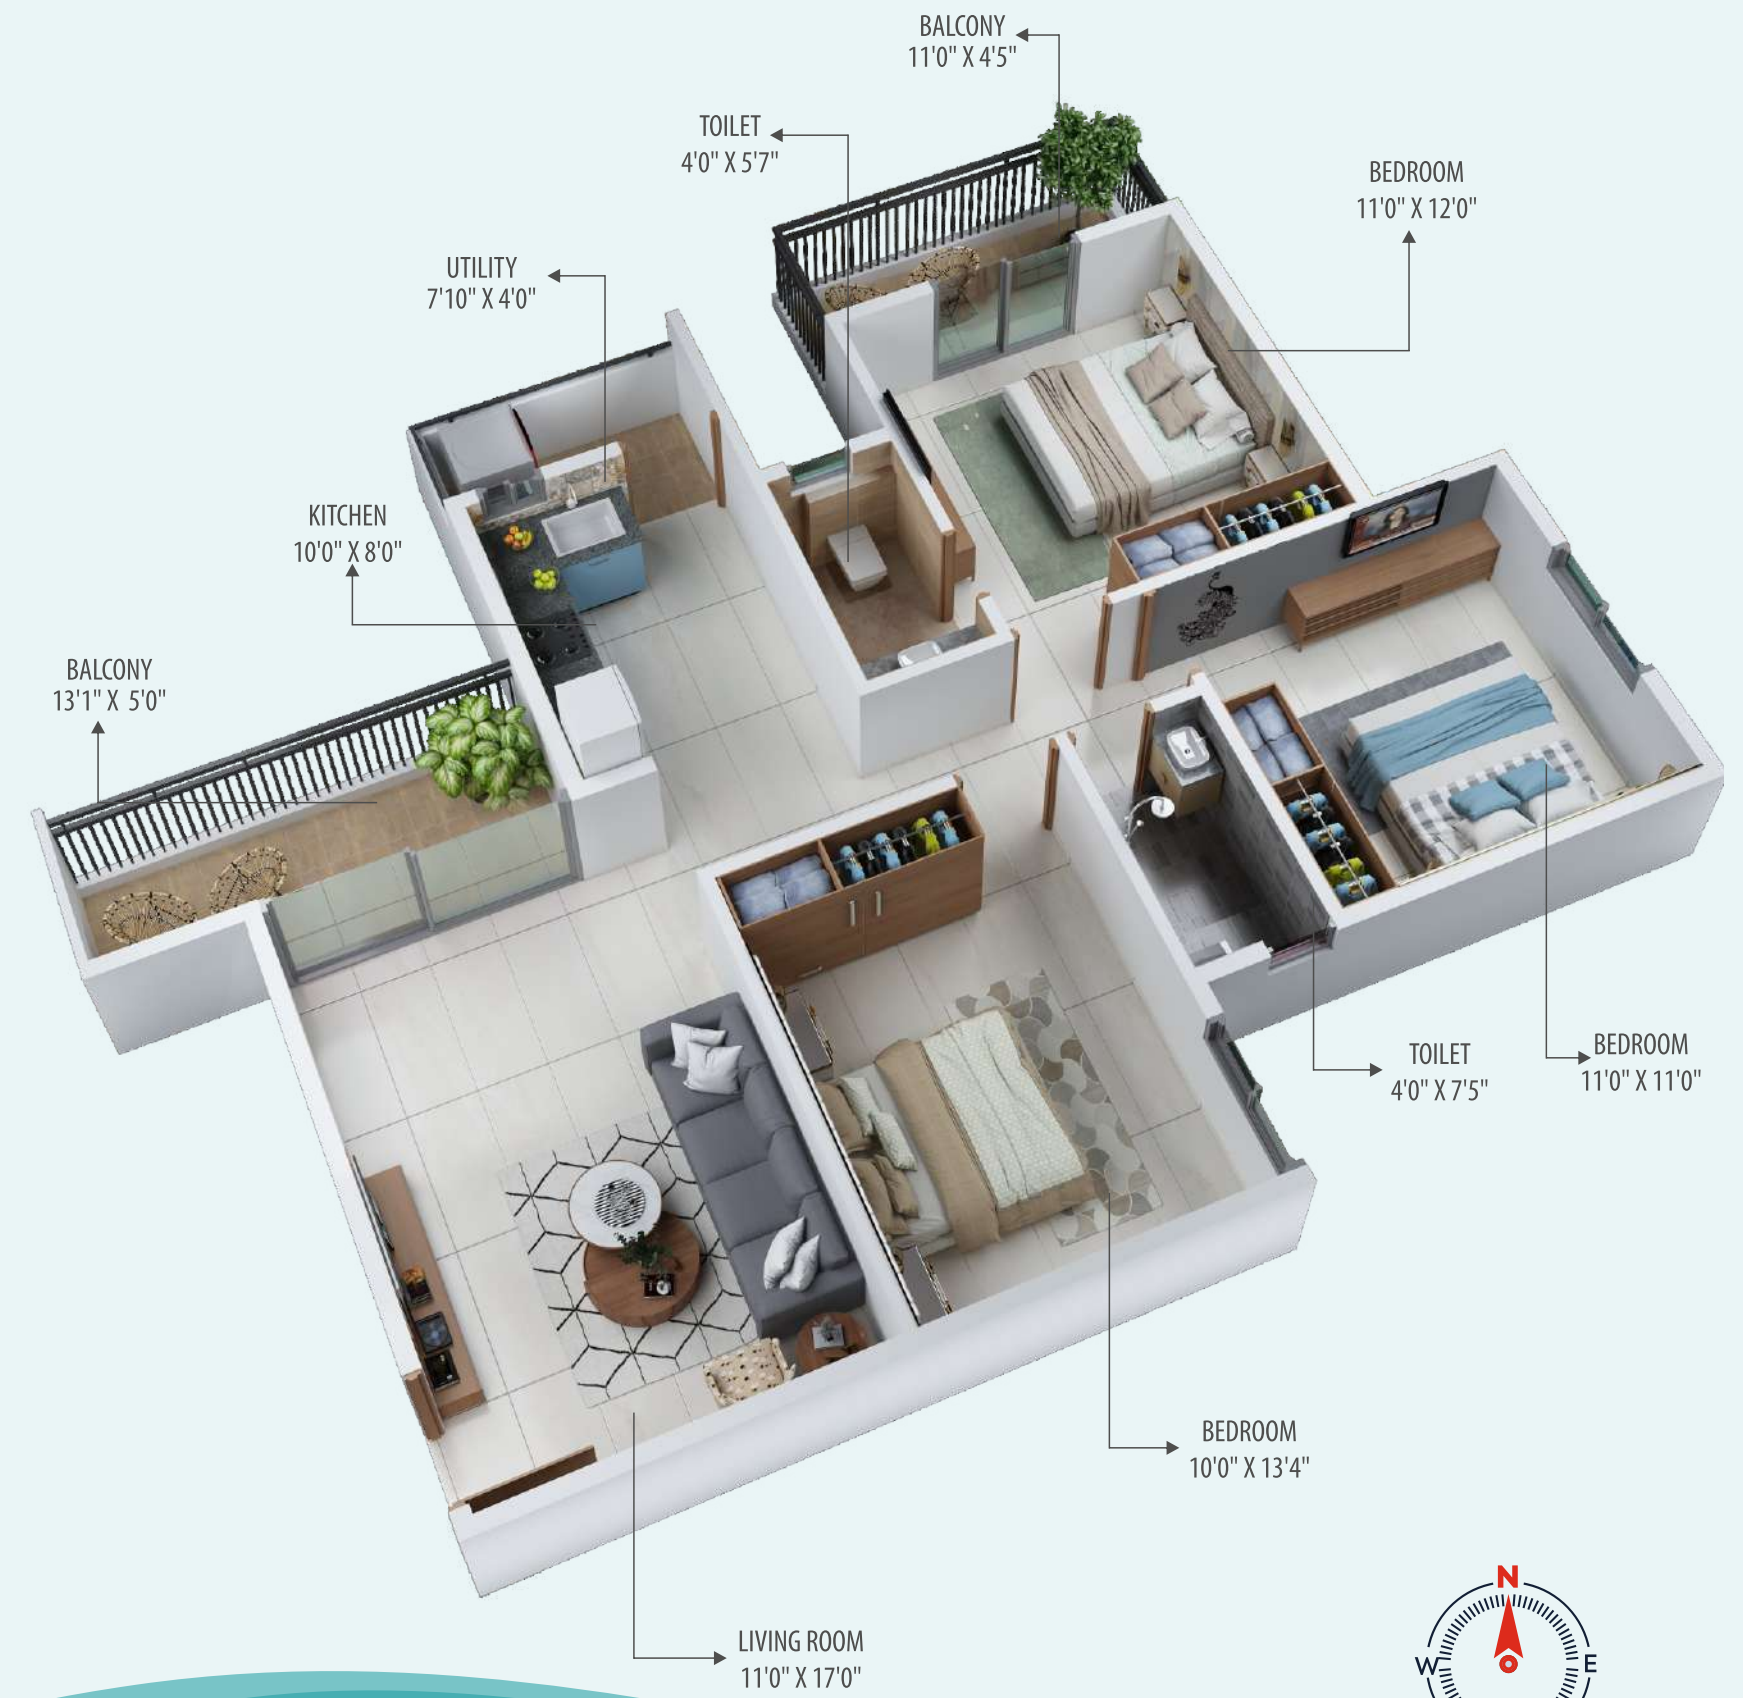 BALCONY
11'0" X 4'5"
TOILET
4'0" X 5'7"
BEDROOM
11'0" X 12'0"
UTILITY
7'10" X 4'0"
KITCHEN
10'0" X 8'0"
BALCONY
13'1" X 5'0"
TOILET
4'0" X 7'5"
BEDROOM
11'0" X 11'0"
BEDROOM
10'0" X 13'4"
LIVING ROOM
11'0" X 17'0"
N
W
E